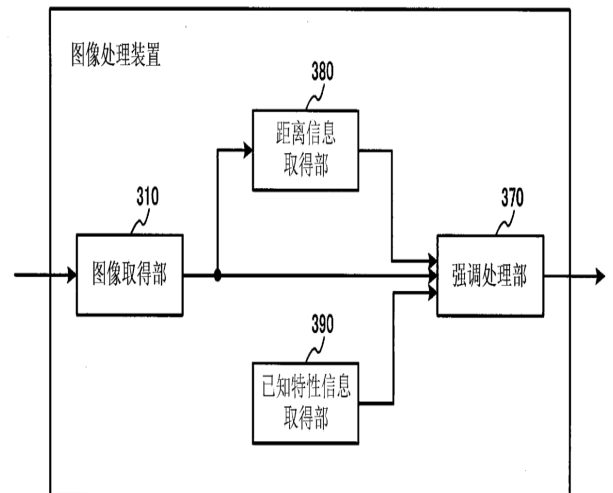 图像处理装置
380
距离信息
取得部
310
图像取得部
370
强调处理部
390
已知特性信息
取得部